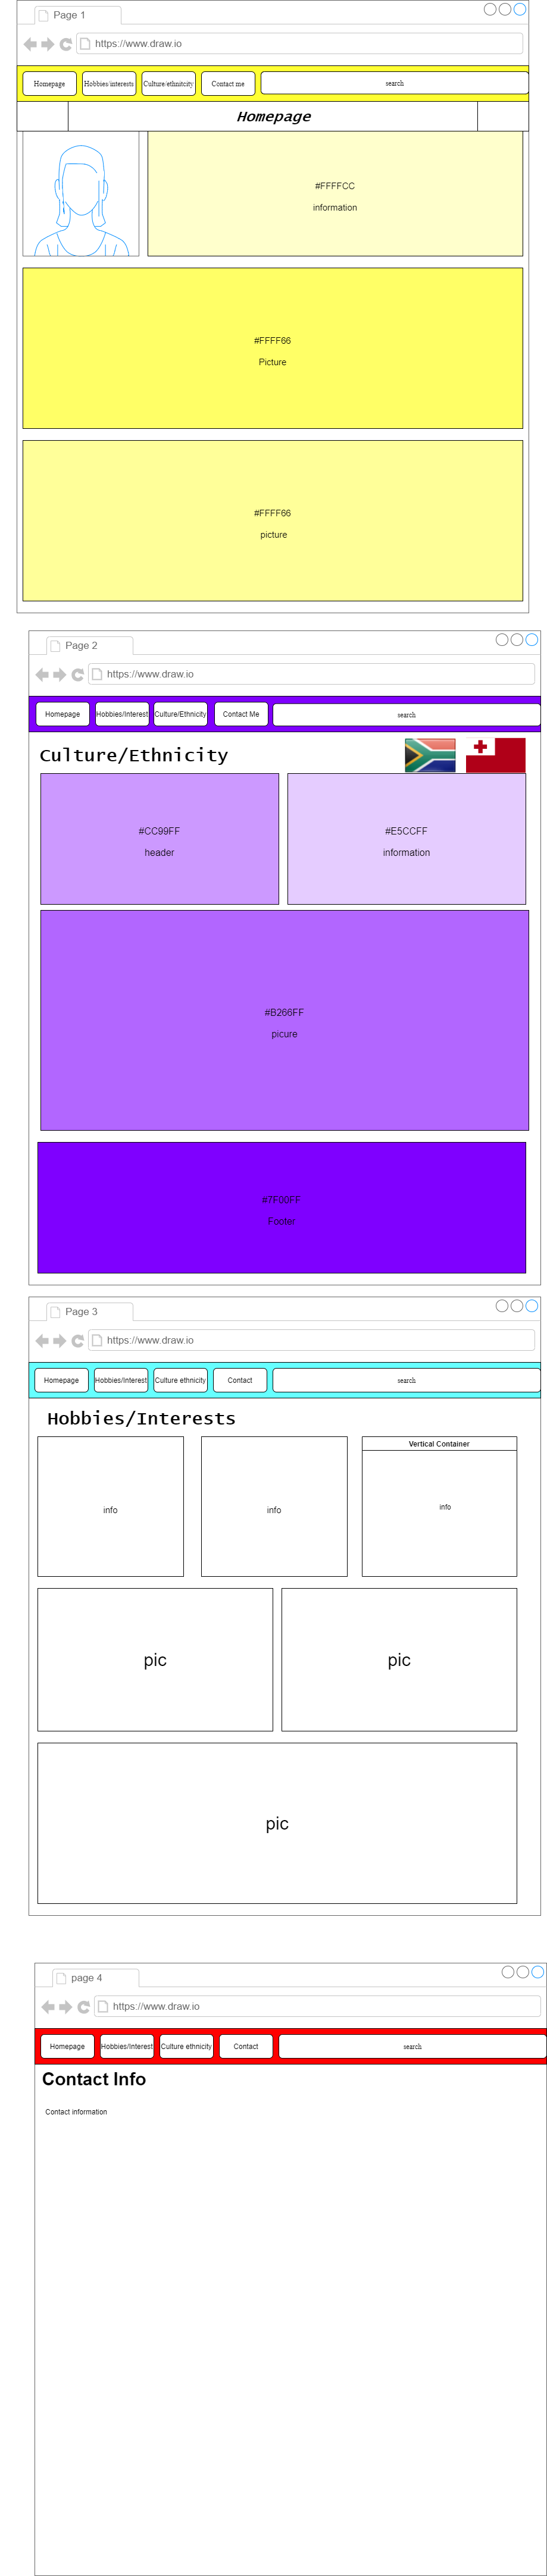 Page 1
https://www.draw.io
Homepage Hobbies/interests Culture/ethnitcity Contact me search
Homepage
#FFFFCC
information
#FFFF66
Picture
#FFFF66
picture
Page 2
https://www.draw.io
Homepage Hobbies/Interest Culture/Ethnicity Contact Me search
Culture/Ethnicity
#CC99FF
header
#E5CCFF
information
#B266FF
picure
#7F00FF
Footer
Page 3
https://www.draw.io
Homepage Hobbies/Interest Culture ethnicity Contact search
Hobbies/Interests
Vertical Container
info info info
pic pic
pic
page 4
https://www.draw.io
Homepage Hobbies/Interest Culture ethnicity Contact search
Contact Info
Contact information